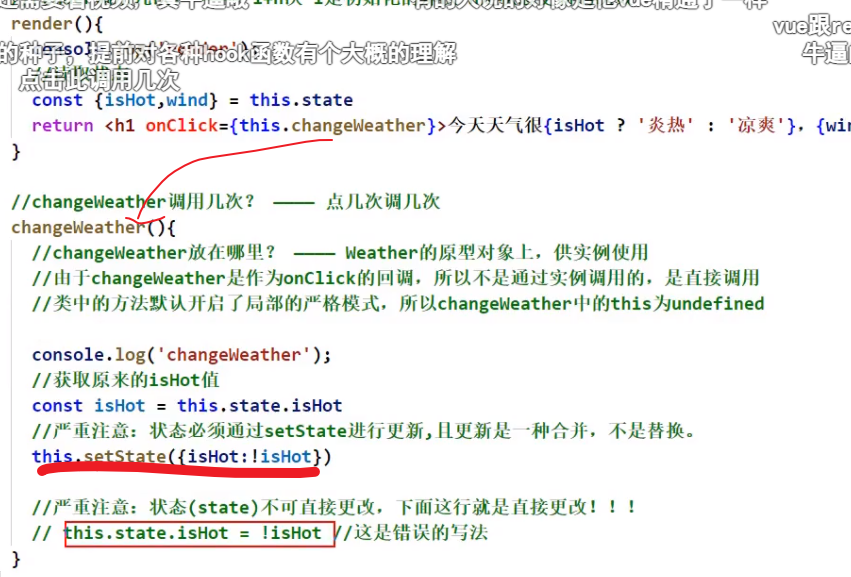 render(){
的种子，提前对各种hook函数有个大概的理解
vue跟re
牛逼
点击此调用几次
const {isHot,wind} = this.state
return <h1 onClick={this.changeWeather}>今天天气很{isHot ? '炎热' : '凉爽'}，{win
}
//changeWeather调用几次？ ———— 点几次调几次
changeWeather(){
//changeWeather放在哪里？ ———— Weather的原型对象上，供实例使用
//由于changeWeather是作为onClick的回调，所以不是通过实例调用的，是直接调用
//类中的方法默认开启了局部的严格模式，所以changeWeather中的this为undefined
console.log('changeWeather');
//获取原来的isHot值
const isHot = this.state.isHot
//严重注意：状态必须通过setState进行更新,且更新是一种合并，不是替换。
this.setState({isHot:!isHot})
//严重注意：状态(state)不可直接更改，下面这行就是直接更改！！！
// this.state.isHot = !isHot //这是错误的写法
}